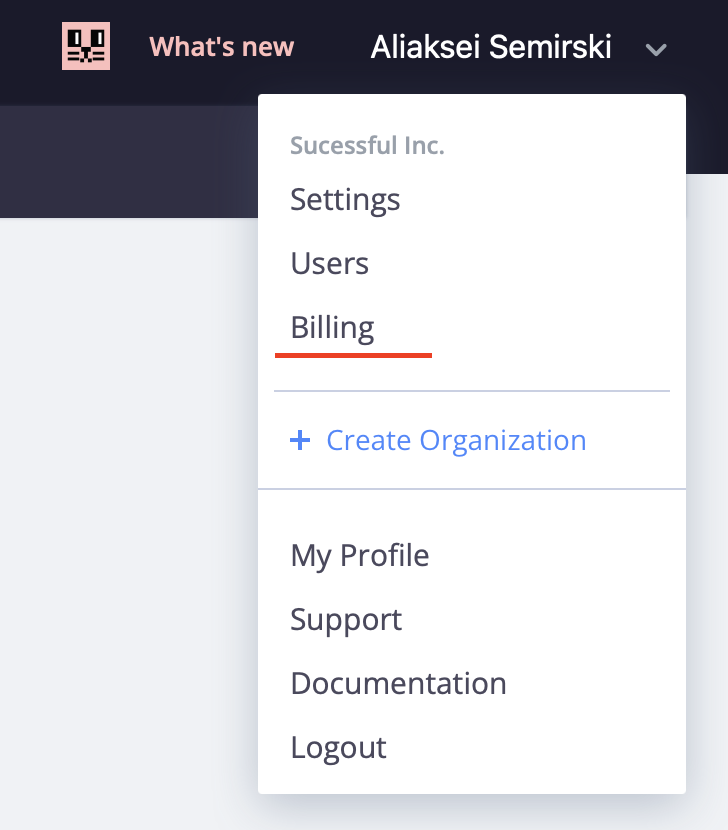 What's new
Aliaksei Semirski
Sucessful Inc.
Settings
Users
Billing
+ Create Organization
My Profile
Support
Documentation
Logout